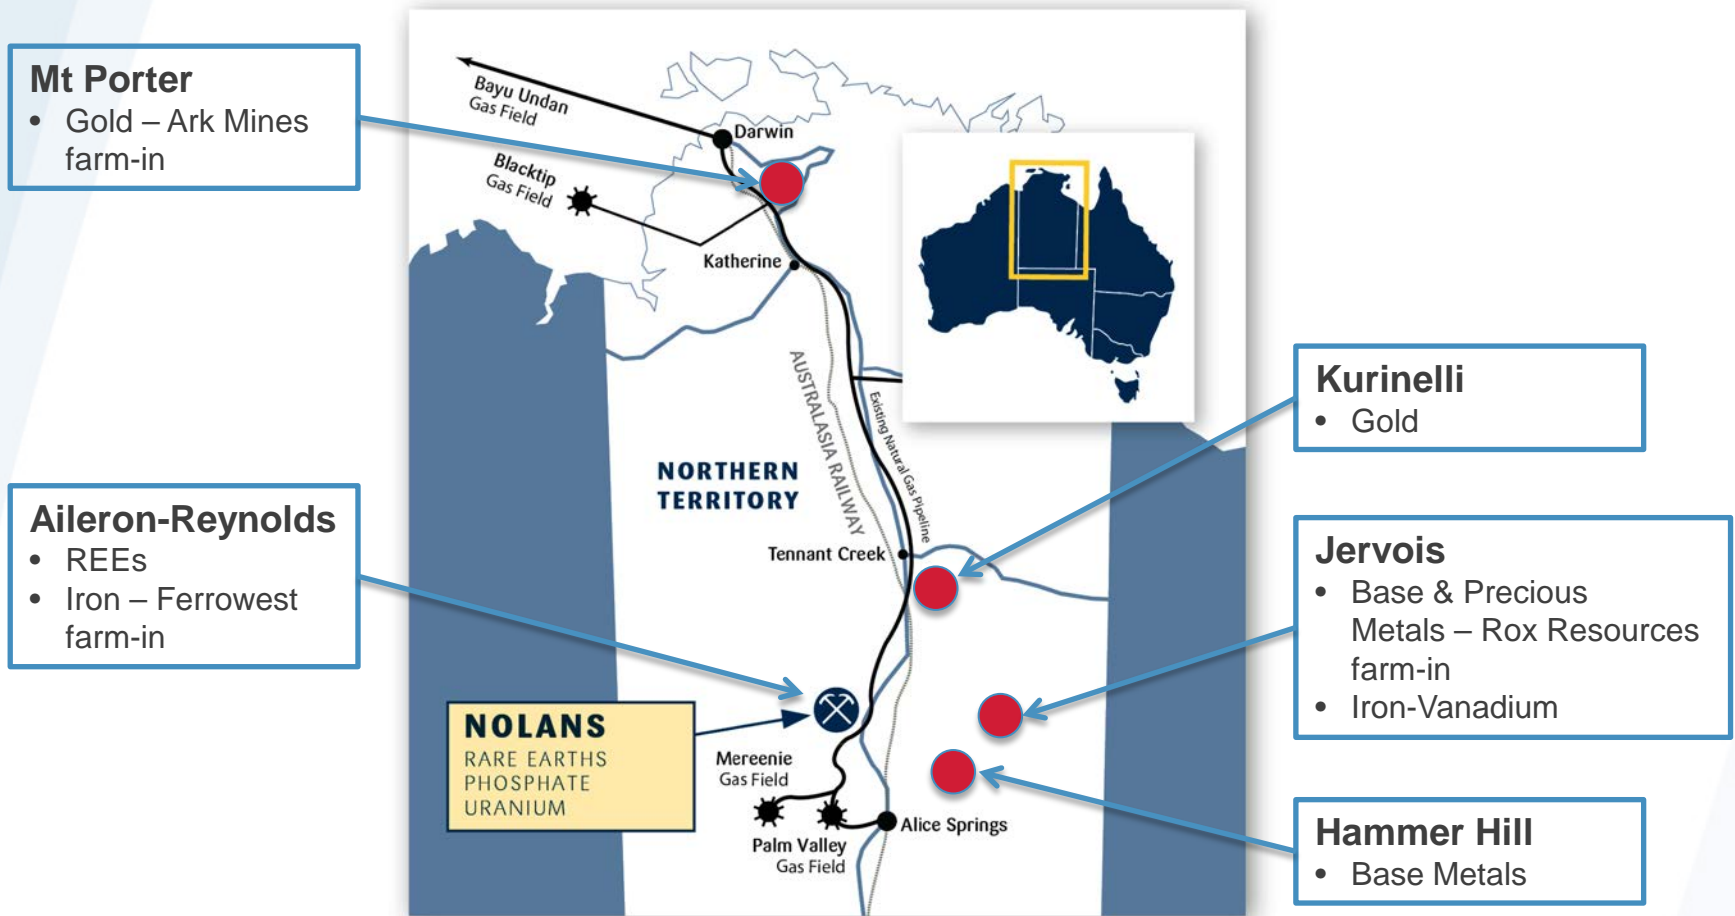 Mt Porter
• Gold – Ark Mines
farm-in
Aileron-Reynolds
• REEs
• Iron – Ferrowest
farm-in
Bayu Undan
Gas Field
Darwin
Blacktip
Gas Field
Katherine
AUSTRALASIA RAILWAY
Existing Natural Gas Pipeline
NORTHERN
TERRITORY
Tennant Creek
NOLANS
RARE EARTHS
PHOSPHATE
URANIUM
Mereenie
Gas Field
Palm Valley
Gas Field
Alice Springs
Kurinelli
• Gold
Jervois
• Base & Precious
Metals – Rox Resources
farm-in
• Iron-Vanadium
Hammer Hill
• Base Metals